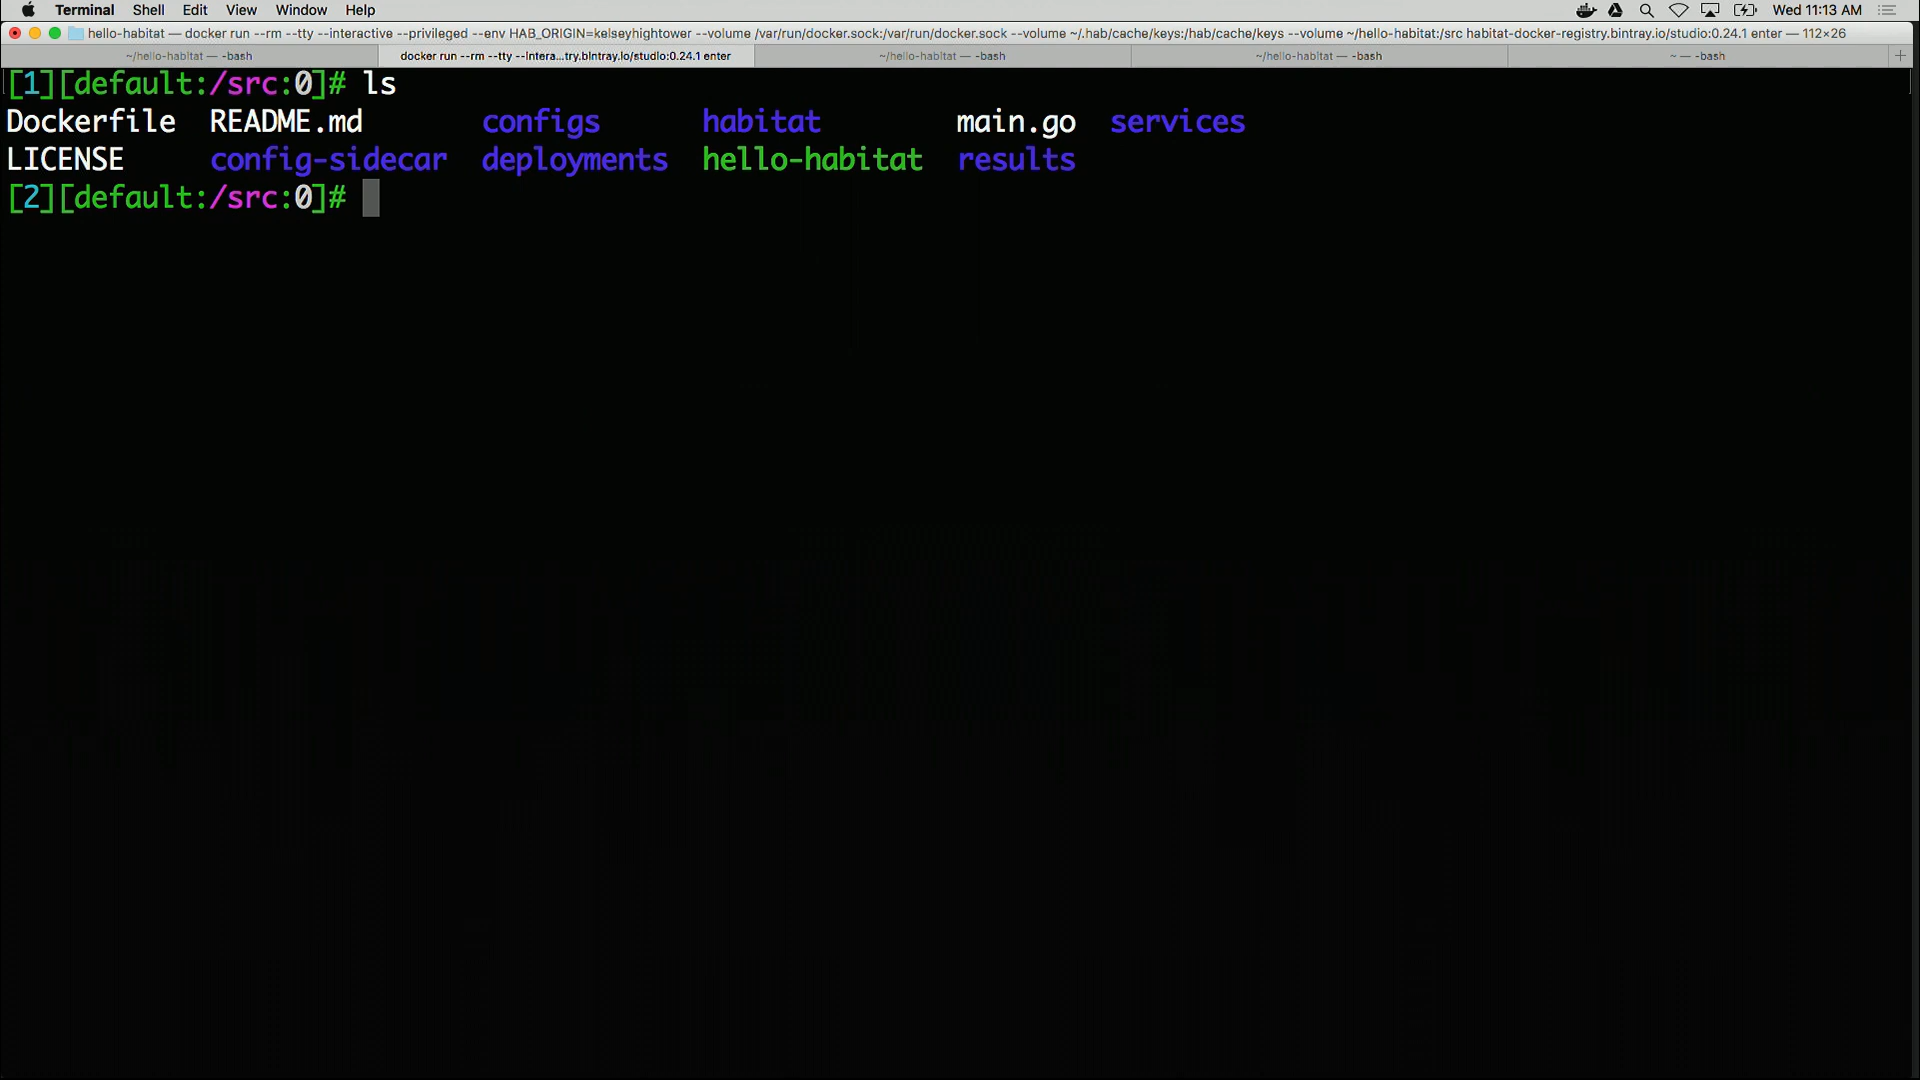 Terminal Shell Edit View Window Help Wed 11:13 AM
hello-habitat — docker run --rm --tty --interactive --privileged --env HAB_ORIGIN=kelseyhightower --volume /var/run/docker.sock:/var/run/docker.sock --volume ~/.hab/cache/keys:/hab/cache/keys --volume ~/hello-habitat:/src habitat-docker-registry.bintray.io/studio:0.24.1 enter — 112×26
~/hello-habitat — -bash docker run --rm --tty --intera...try.bintray.io/studio:0.24.1 enter ~/hello-habitat — -bash ~/hello-habitat — -bash ~ — -bash +
[1][default:/src:0]# ls
Dockerfile README.md configs habitat main.go services
LICENSE config-sidecar deployments hello-habitat results
[2][default:/src:0]#